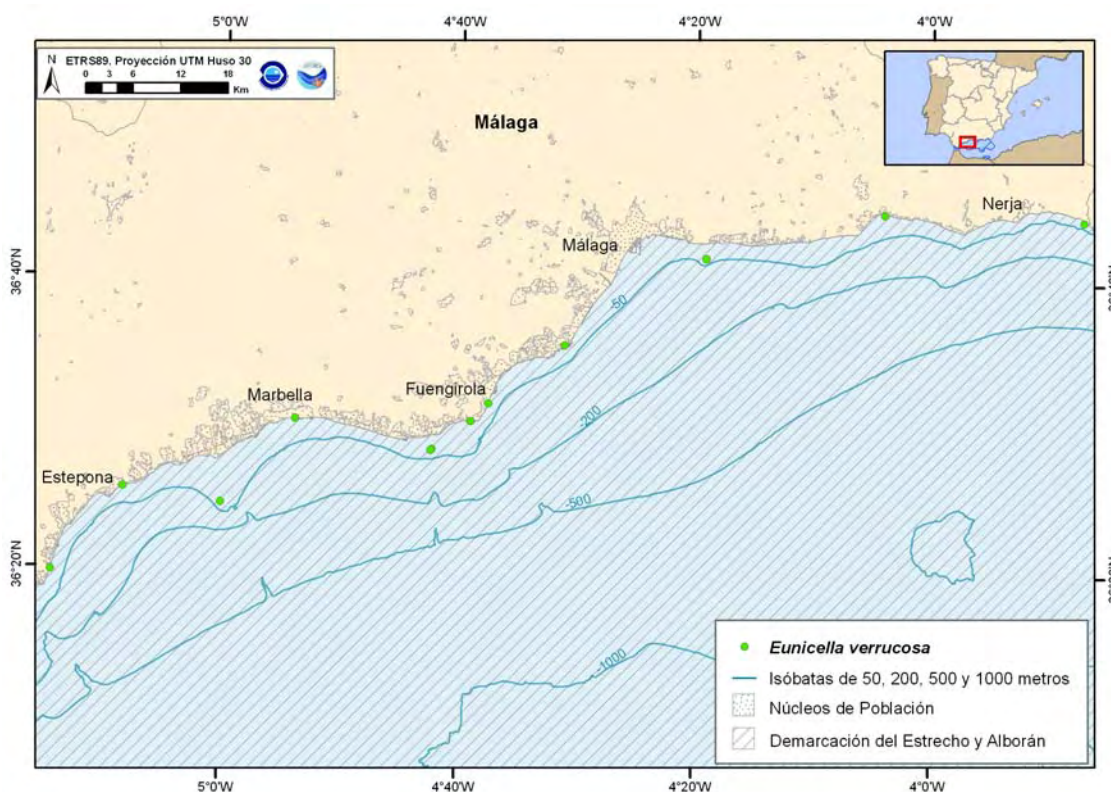 5°0'W 4°40'W 4°20'W 4°0'W
N ETRS89. Proyección UTM Huso 30
0 3 6 12 18
Km
Málaga
Nerja
Málaga
36°40'N
-50
Fuengirola
Marbella
-200
Estepona
-500
36°20'N
Eunicella verrucosa
-1000
Isóbatas de 50, 200, 500 y 1000 metros
Núcleos de Población
Demarcación del Estrecho y Alborán
5°0'W 4°40'W 4°20'W 4°0'W